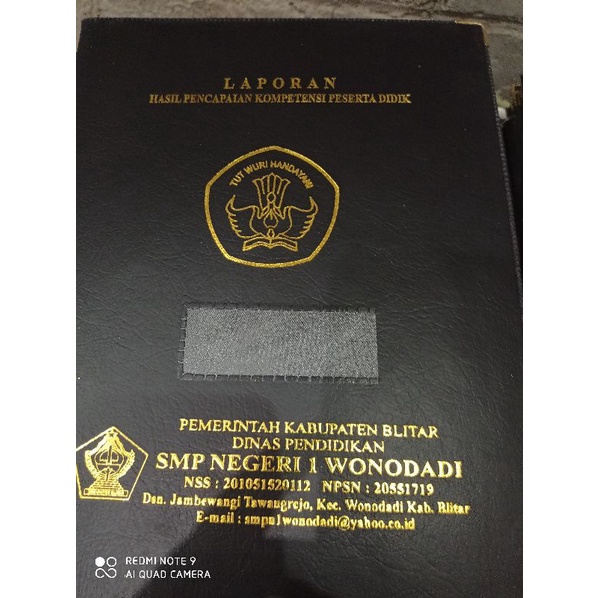 LAPORAN
HASIL PENCAPAIAN KOMPETENSI PESERTA DIDIK
TUT WURI HANDAYANI
PEMERINTAH KABUPATEN BLITAR
DINAS PENDIDIKAN
SMP NEGERI 1 WONODADI
NSS : 201051520112 NPSN : 20551719
Dsn. Jambewangi Tawangrejo, Kec. Wonodadi Kab. Blitar
E-mail : smpn1wonodadi@yahoo.co.id
REDMI NOTE 9
AI QUAD CAMERA